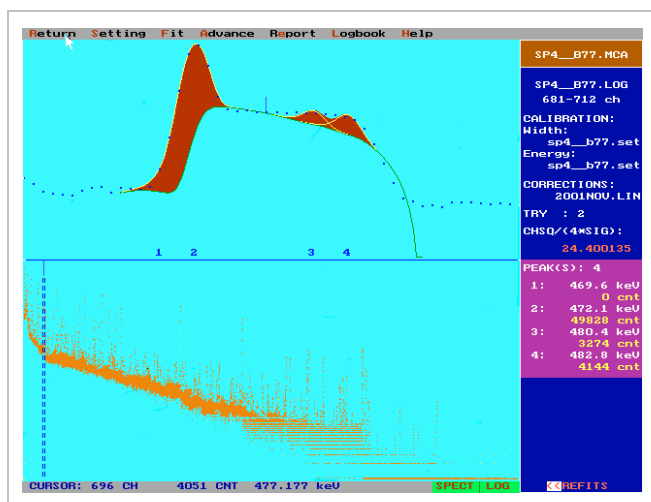 Return Setting Fit Advance Report Logbook Help
SP4__B77.MCA
SP4__B77.LOG
681-712 ch
CALIBRATION:
Width:
sp4__b77.set
Energy:
sp4__b77.set
CORRECTIONS:
2001NOV.LIN
TRY : 2
CHSQ/(4*SIG):
24.400135
1 2 3 4
PEAK(S): 4
1: 469.6 keV
0 cnt
2: 472.1 keV
49828 cnt
3: 480.4 keV
3274 cnt
4: 482.8 keV
4144 cnt
CURSOR: 696 CH 4051 CNT 477.177 keV SPECT LOG <<REFITS